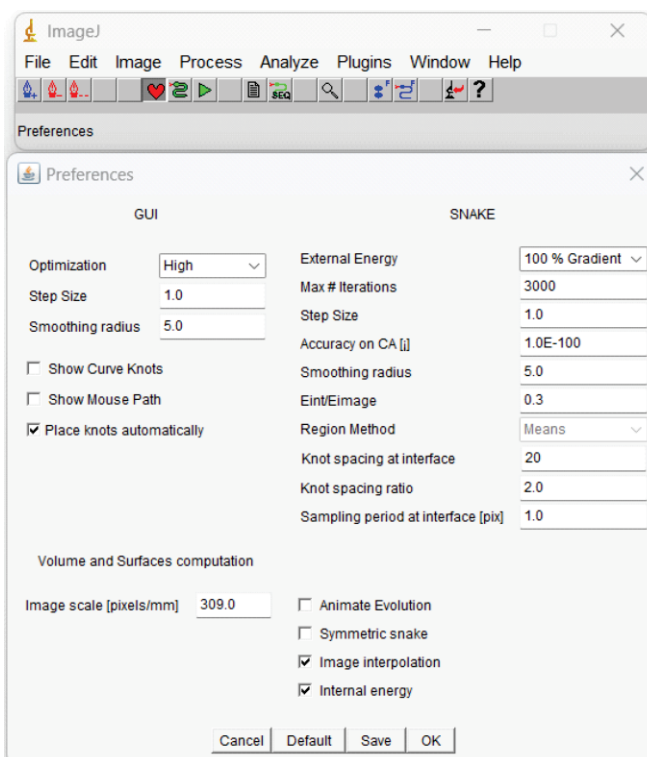 ImageJ
File Edit Image Process Analyze Plugins Window Help
SEQ F F ?
Preferences
Preferences
GUI
SNAKE
Optimization High
Step Size 1.0
Smoothing radius 5.0
Show Curve Knots
Show Mouse Path
Place knots automatically
External Energy 100 % Gradient
Max # Iterations 3000
Step Size 1.0
Accuracy on CA [j] 1.0E-100
Smoothing radius 5.0
Eint/Eimage 0.3
Region Method Means
Knot spacing at interface 20
Knot spacing ratio 2.0
Sampling period at interface [pix] 1.0
Volume and Surfaces computation
Image scale [pixels/mm] 309.0
Animate Evolution
Symmetric snake
Image interpolation
Internal energy
Cancel Default Save OK